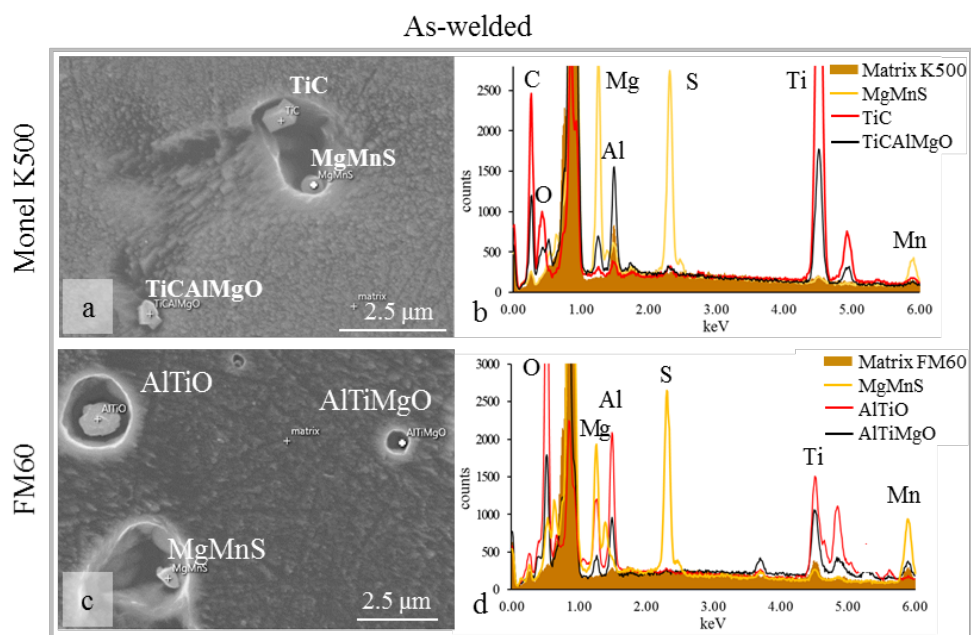 As-welded
Monel K500
TiC
TiC
MgMnS
MgMnS
TiCAlMgO
TiCAlMgO
matrix
a
2.5 μm
C
O
Mg
Al
S
Ti
Mn
Matrix K500
MgMnS
TiC
TiCAlMgO
counts
2500
2000
1500
1000
500
0
0.00 1.00 2.00 3.00 4.00 5.00 6.00
keV
b
FM60
AlTiO
AlTiO
AlTiMgO
AlTiMgO
matrix
MgMnS
MgMnS
c
2.5 μm
O
Mg
Al
S
Ti
Mn
Matrix FM60
MgMnS
AlTiO
AlTiMgO
counts
3000
2500
2000
1500
1000
500
0
0.00 1.00 2.00 3.00 4.00 5.00 6.00
keV
d